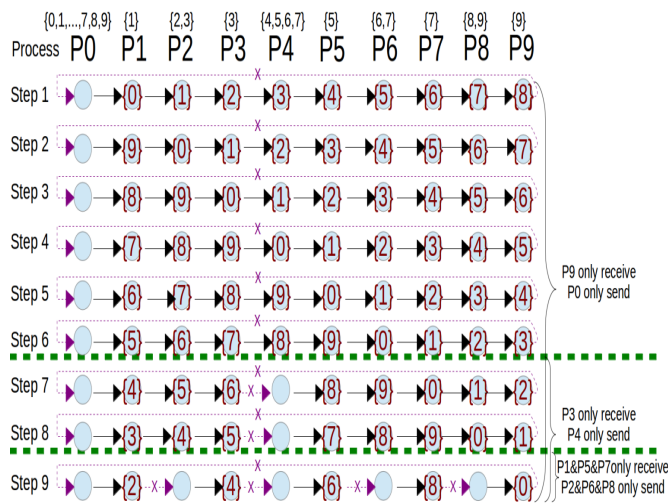 {0,1,...,7,8,9} {1} {2,3} {3} {4,5,6,7} {5} {6,7} {7} {8,9} {9}
Process P0 P1 P2 P3 P4 P5 P6 P7 P8 P9
x
Step 1 {0} {1} {2} {3} {4} {5} {6} {7} {8}
x
Step 2 {9} {0} {1} {2} {3} {4} {5} {6} {7}
x
Step 3 {8} {9} {0} {1} {2} {3} {4} {5} {6}
x
Step 4 {7} {8} {9} {0} {1} {2} {3} {4} {5}
P9 only receive
P0 only send
x
Step 5 {6} {7} {8} {9} {0} {1} {2} {3} {4}
x
Step 6 {5} {6} {7} {8} {9} {0} {1} {2} {3}
x
Step 7 {4} {5} {6} x {8} {9} {0} {1} {2}
P3 only receive
P4 only send
x
Step 8 {3} {4} {5} x {7} {8} {9} {0} {1}
x
P1&P5&P7only receive
P2&P6&P8 only send
Step 9 {2} x {4} x {6} x {8} x {0}